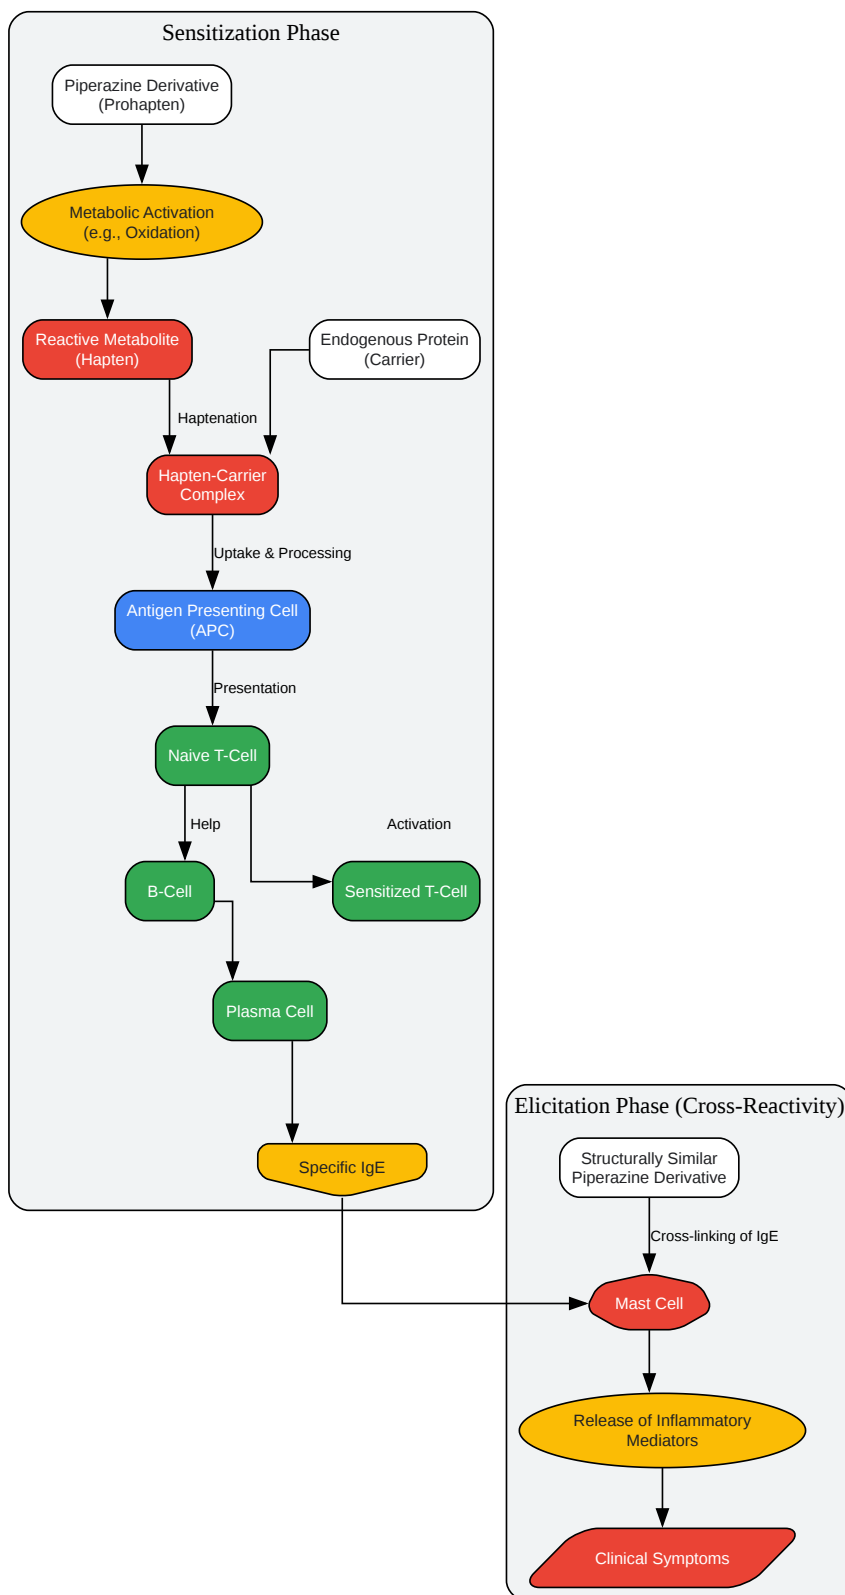 Sensitization Phase
Piperazine Derivative
(Prohapten)
Metabolic Activation
(e.g., Oxidation)
Reactive Metabolite
(Hapten)
Endogenous Protein
(Carrier)
Haptenation
Hapten-Carrier
Complex
Uptake & Processing
Antigen Presenting Cell
(APC)
Presentation
Naive T-Cell
Help
Activation
B-Cell
Sensitized T-Cell
Plasma Cell
Specific IgE
Elicitation Phase (Cross-Reactivity)
Structurally Similar
Piperazine Derivative
Cross-linking of IgE
Mast Cell
Release of Inflammatory
Mediators
Clinical Symptoms